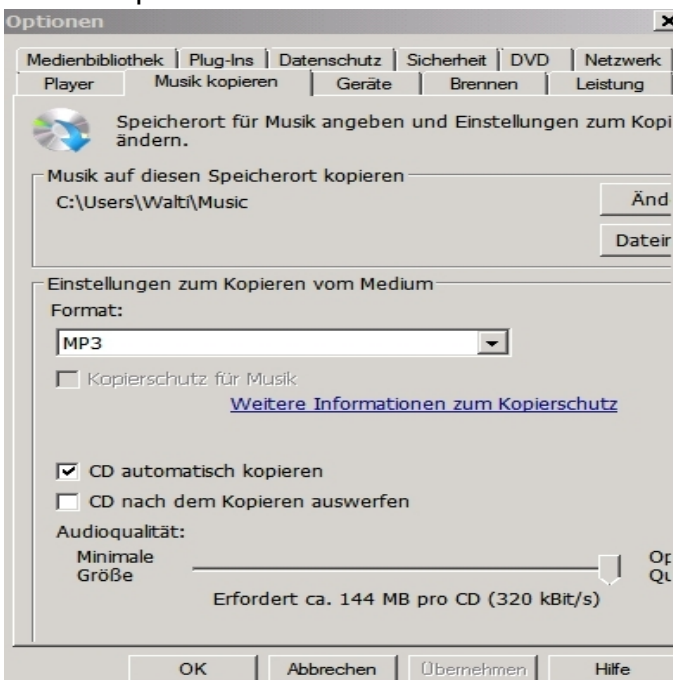 Optionen
Medienbibliothek Plug-Ins Datenschutz Sicherheit DVD Netzwerk
Player Musik kopieren Geräte Brennen Leistung
Speicherort für Musik angeben und Einstellungen zum Kopi
ändern.
Musik auf diesen Speicherort kopieren
C:\Users\Walti\Music
Änd
Datein
Einstellungen zum Kopieren vom Medium
Format:
MP3
Kopierschutz für Musik
Weitere Informationen zum Kopierschutz
CD automatisch kopieren
CD nach dem Kopieren auswerfen
Audioqualität:
Minimale
Größe
Op
Qu
Erfordert ca. 144 MB pro CD (320 kBit/s)
OK Abbrechen Übernehmen Hilfe